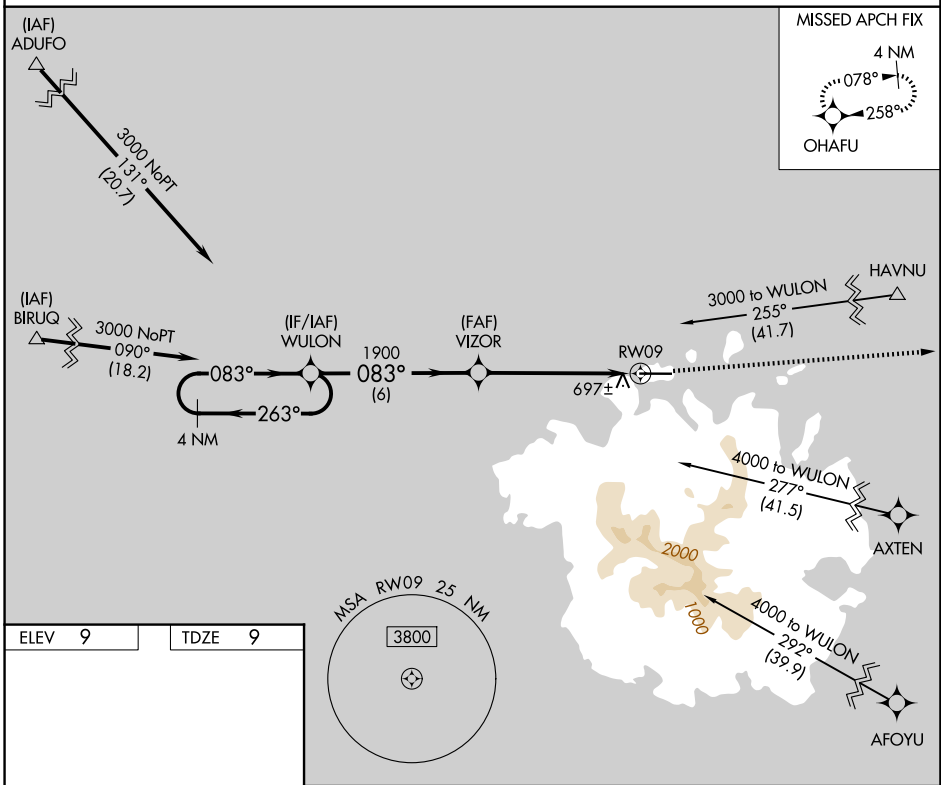 (IAF)
ADUFO
3000 NoPT
131°
(20.7)
MISSED APCH FIX
4 NM
078°
258°
OHAFU
(IAF)
BIRUQ
3000 NoPT
090°
(18.2)
083°
263°
4 NM
(IF/IAF)
WULON
1900
083°
(6)
(FAF)
VIZOR
RW09
697±
HAVNU
3000 to WULON
255°
(41.7)
4000 to WULON
277°
(41.5)
AXTEN
2000
1000
4000 to WULON
292°
(39.9)
AFOYU
MSA RW09 25 NM
3800
ELEV 9
TDZE 9